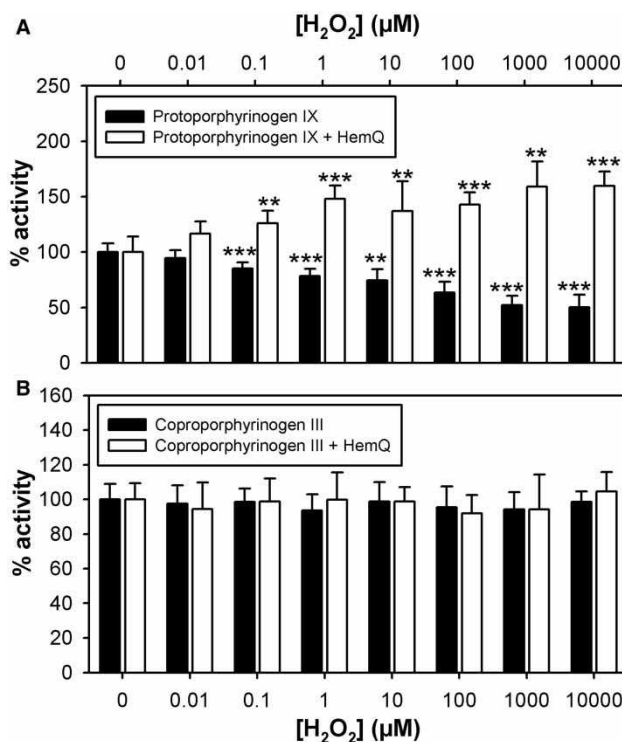 [H₂O₂] (µM)
A
0 0.01 0.1 1 10 100 1000 10000
250
200
150
100
50
0
% activity
Protoporphyrinogen IX
Protoporphyrinogen IX + HemQ
** *** ** *** ** ***
*** *** ** *** *** ***
B
160
140
120
100
80
60
40
20
0
% activity
Coproporphyrinogen III
Coproporphyrinogen III + HemQ
0 0.01 0.1 1 10 100 1000 10000
[H₂O₂] (µM)